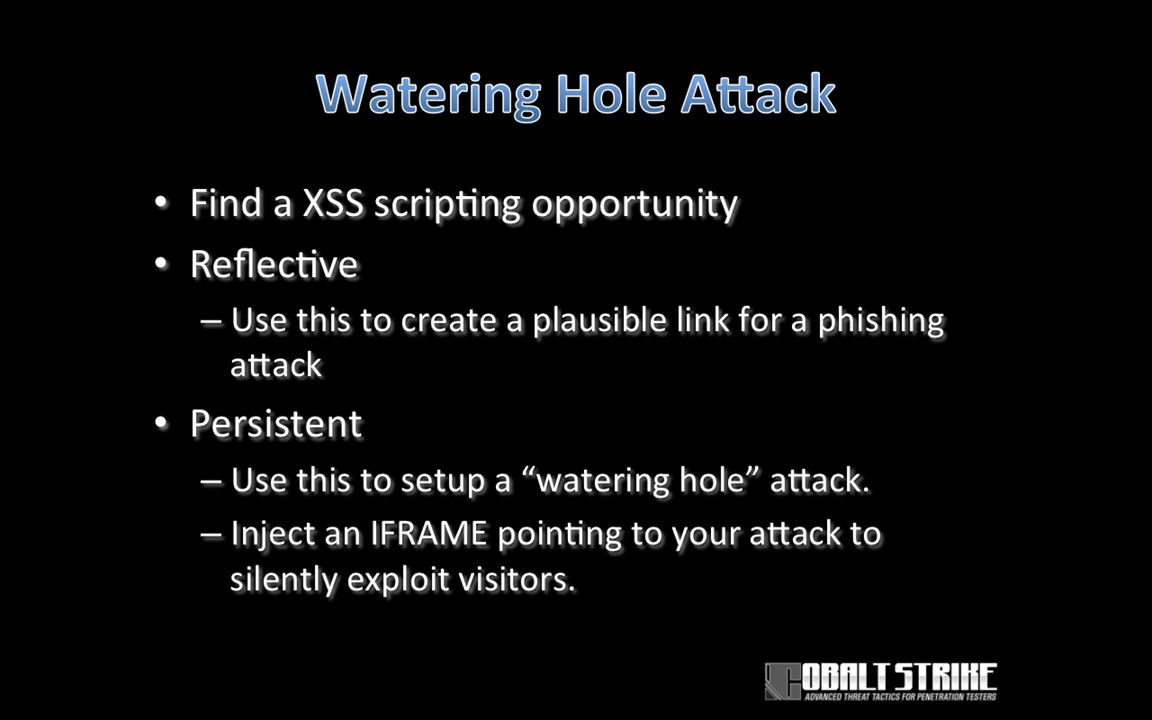 Watering Hole Attack
• Find a XSS scripting opportunity
• Reflective
– Use this to create a plausible link for a phishing
attack
• Persistent
– Use this to setup a “watering hole” attack.
– Inject an IFRAME pointing to your attack to
silently exploit visitors.
COBALT STRIKE
ADVANCED THREAT TACTICS FOR PENETRATION TESTERS